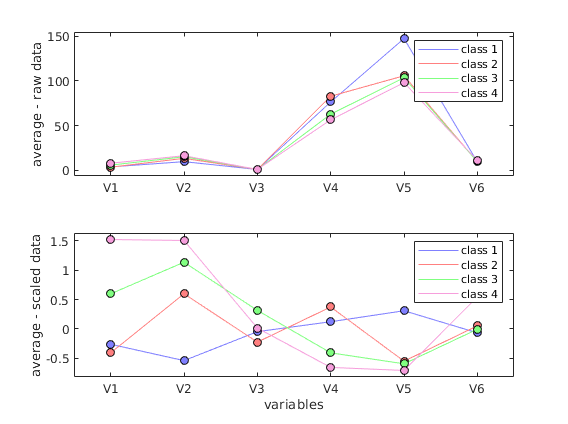 average - raw data
150
100
50
0
class 1
class 2
class 3
class 4
V1 V2 V3 V4 V5 V6
average - scaled data
1.5
1
0.5
0
-0.5
class 1
class 2
class 3
class 4
V1 V2 V3 V4 V5 V6
variables